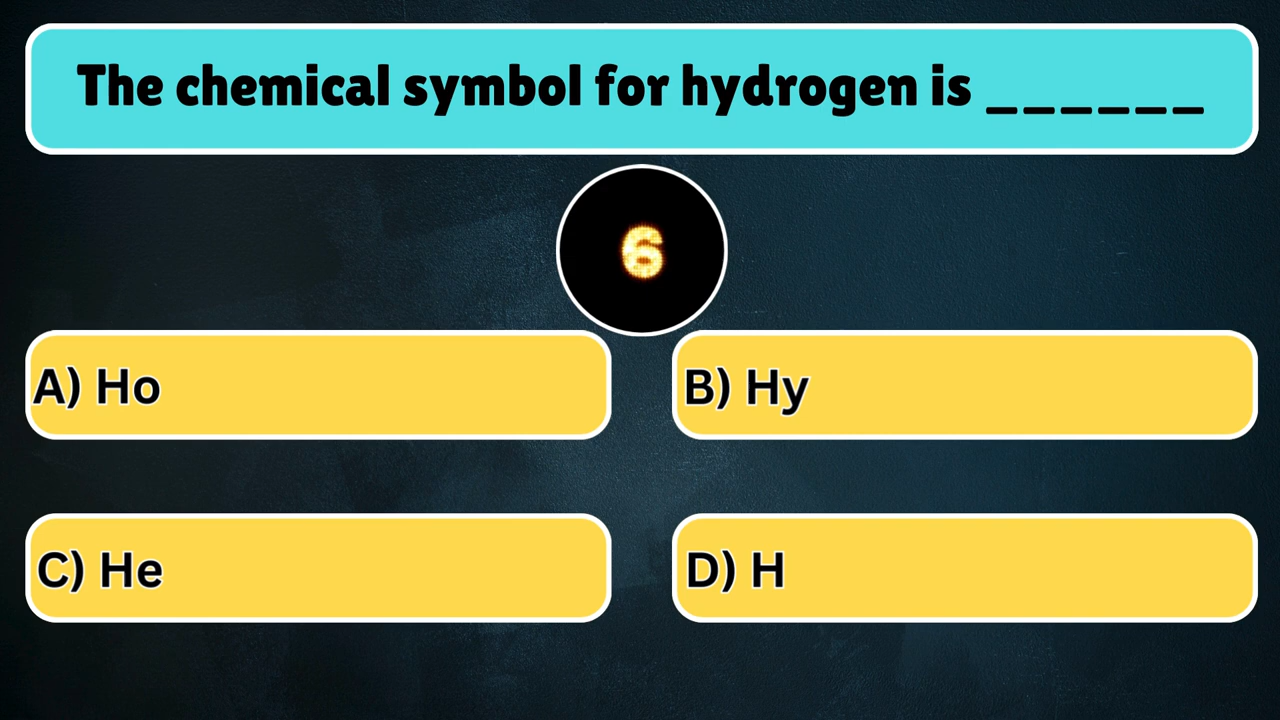 The chemical symbol for hydrogen is ______
6
A) Ho
B) Hy
C) He
D) H